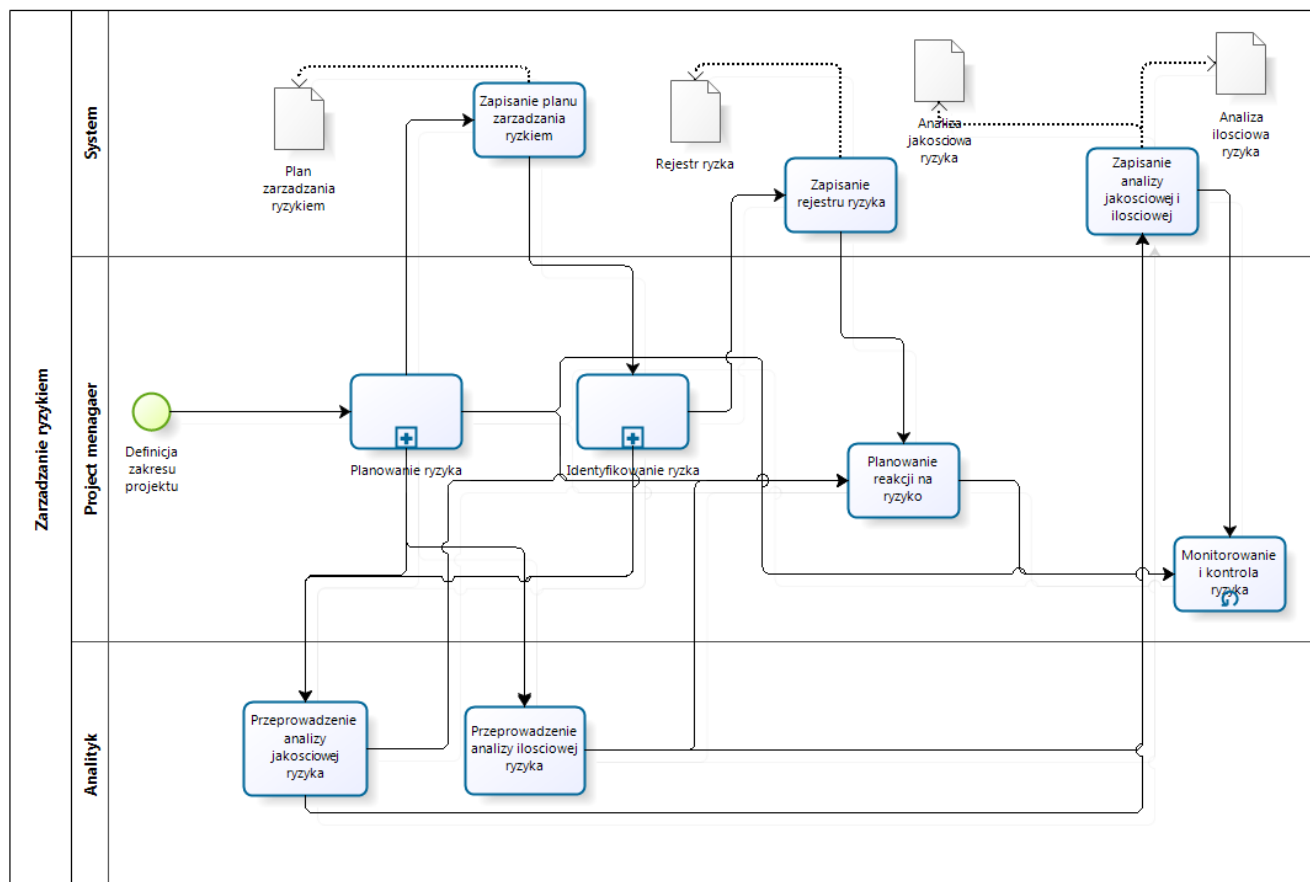 Zarzadzanie ryzykiem
System
Plan
zarzadzania
ryzykiem
Zapisanie planu
zarzadzania
ryzkiem
Rejestr ryzka
Zapisanie
rejestru ryzyka
Analiza
jakosciowa
ryzyka
Analiza
ilosciowa
ryzyka
Zapisanie
analizy
jakosciowej i
ilosciowej
Project menagaer
Definicja
zakresu
projektu
Planowanie ryzyka
Identyfikowanie ryzka
Planowanie
reakcji na
ryzyko
Monitorowanie
i kontrola
ryzyka
Analityk
Przeprowadzenie
analizy
jakosciowej
ryzyka
Przeprowadzenie
analizy ilosciowej
ryzyka